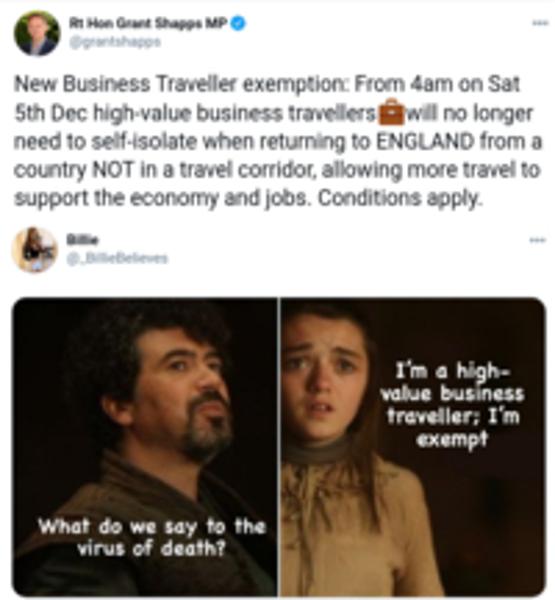 Rt Hon Grant Shapps MP
@grantshapps
New Business Traveller exemption: From 4am on Sat
5th Dec high-value business travellers💼will no longer
need to self-isolate when returning to ENGLAND from a
country NOT in a travel corridor, allowing more travel to
support the economy and jobs. Conditions apply.
Billie
@_BillieBelieves
What do we say to the
virus of death?
I'm a high-
value business
traveller; I'm
exempt